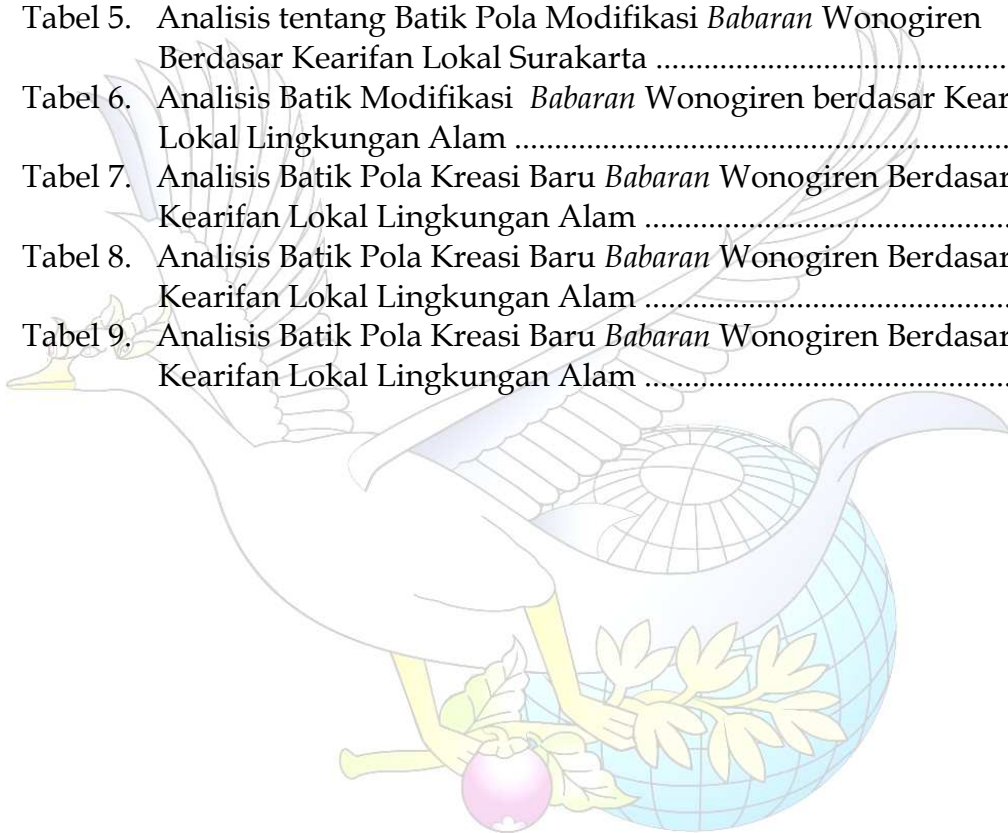 Tabel 5. Analisis tentang Batik Pola Modifikasi Babaran Wonogiren
Berdasar Kearifan Lokal Surakarta ............................................
Tabel 6. Analisis Batik Modifikasi Babaran Wonogiren berdasar Kear
Lokal Lingkungan Alam ..............................................................
Tabel 7. Analisis Batik Pola Kreasi Baru Babaran Wonogiren Berdasar
Kearifan Lokal Lingkungan Alam ..............................................
Tabel 8. Analisis Batik Pola Kreasi Baru Babaran Wonogiren Berdasar
Kearifan Lokal Lingkungan Alam ..............................................
Tabel 9. Analisis Batik Pola Kreasi Baru Babaran Wonogiren Berdasar
Kearifan Lokal Lingkungan Alam ..............................................